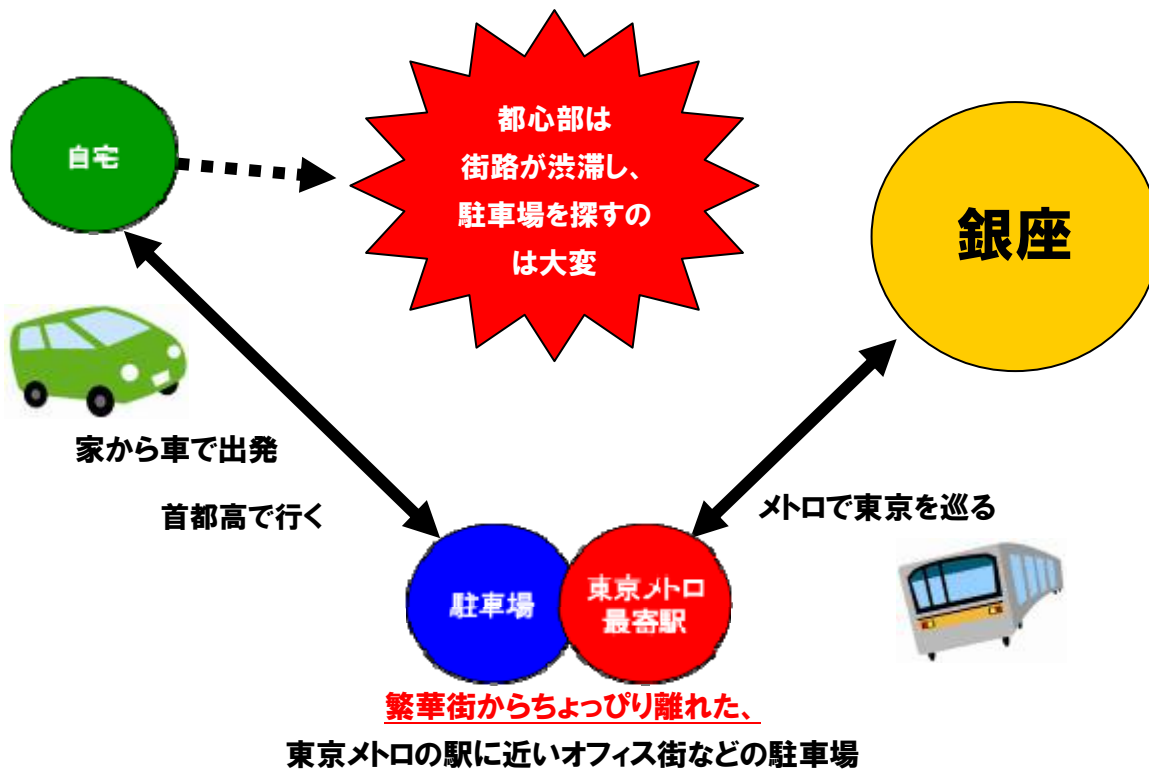 都心部は
街路が渋滞し、
駐車場を探すの
は大変
自宅
銀座
家から車で出発
首都高で行く
メトロで東京を巡る
駐車場
東京メトロ
最寄駅
繁華街からちょっぴり離れた、
東京メトロの駅に近いオフィス街などの駐車場